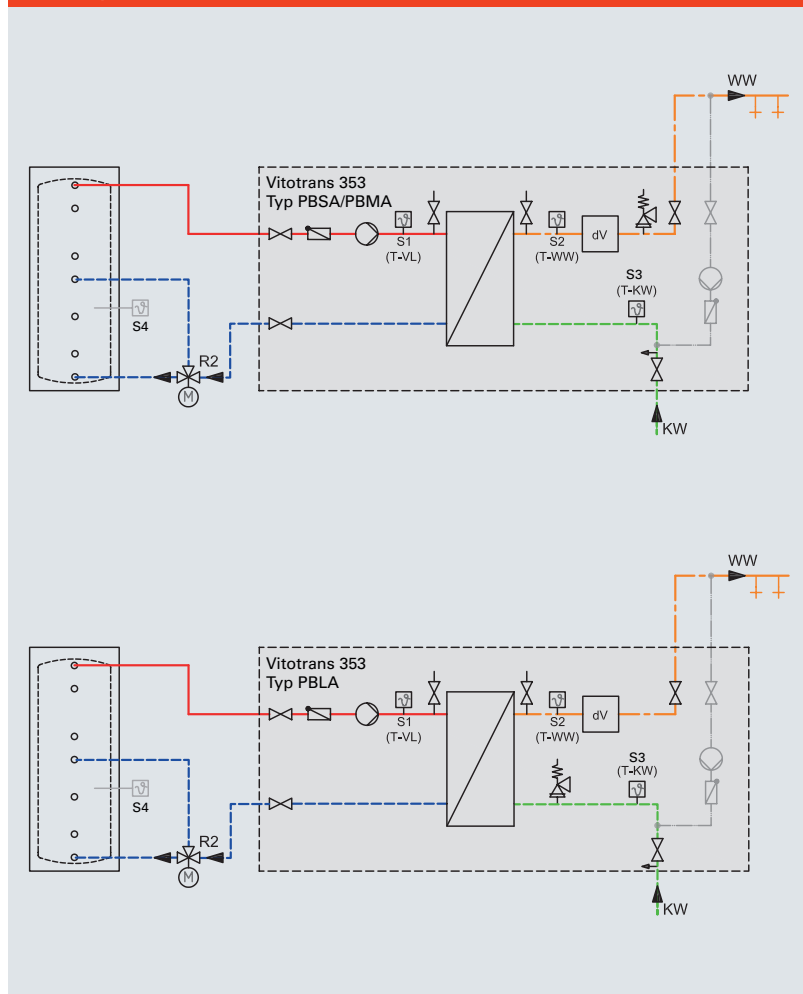 WW
Vitotrans 353
Typ PBSA/PBMA
S1
(T-VL)
S2
(T-WW)
dV
S3
(T-KW)
S4
R2
M
KW
WW
Vitotrans 353
Typ PBLA
S1
(T-VL)
S2
(T-WW)
dV
S3
(T-KW)
S4
R2
M
KW